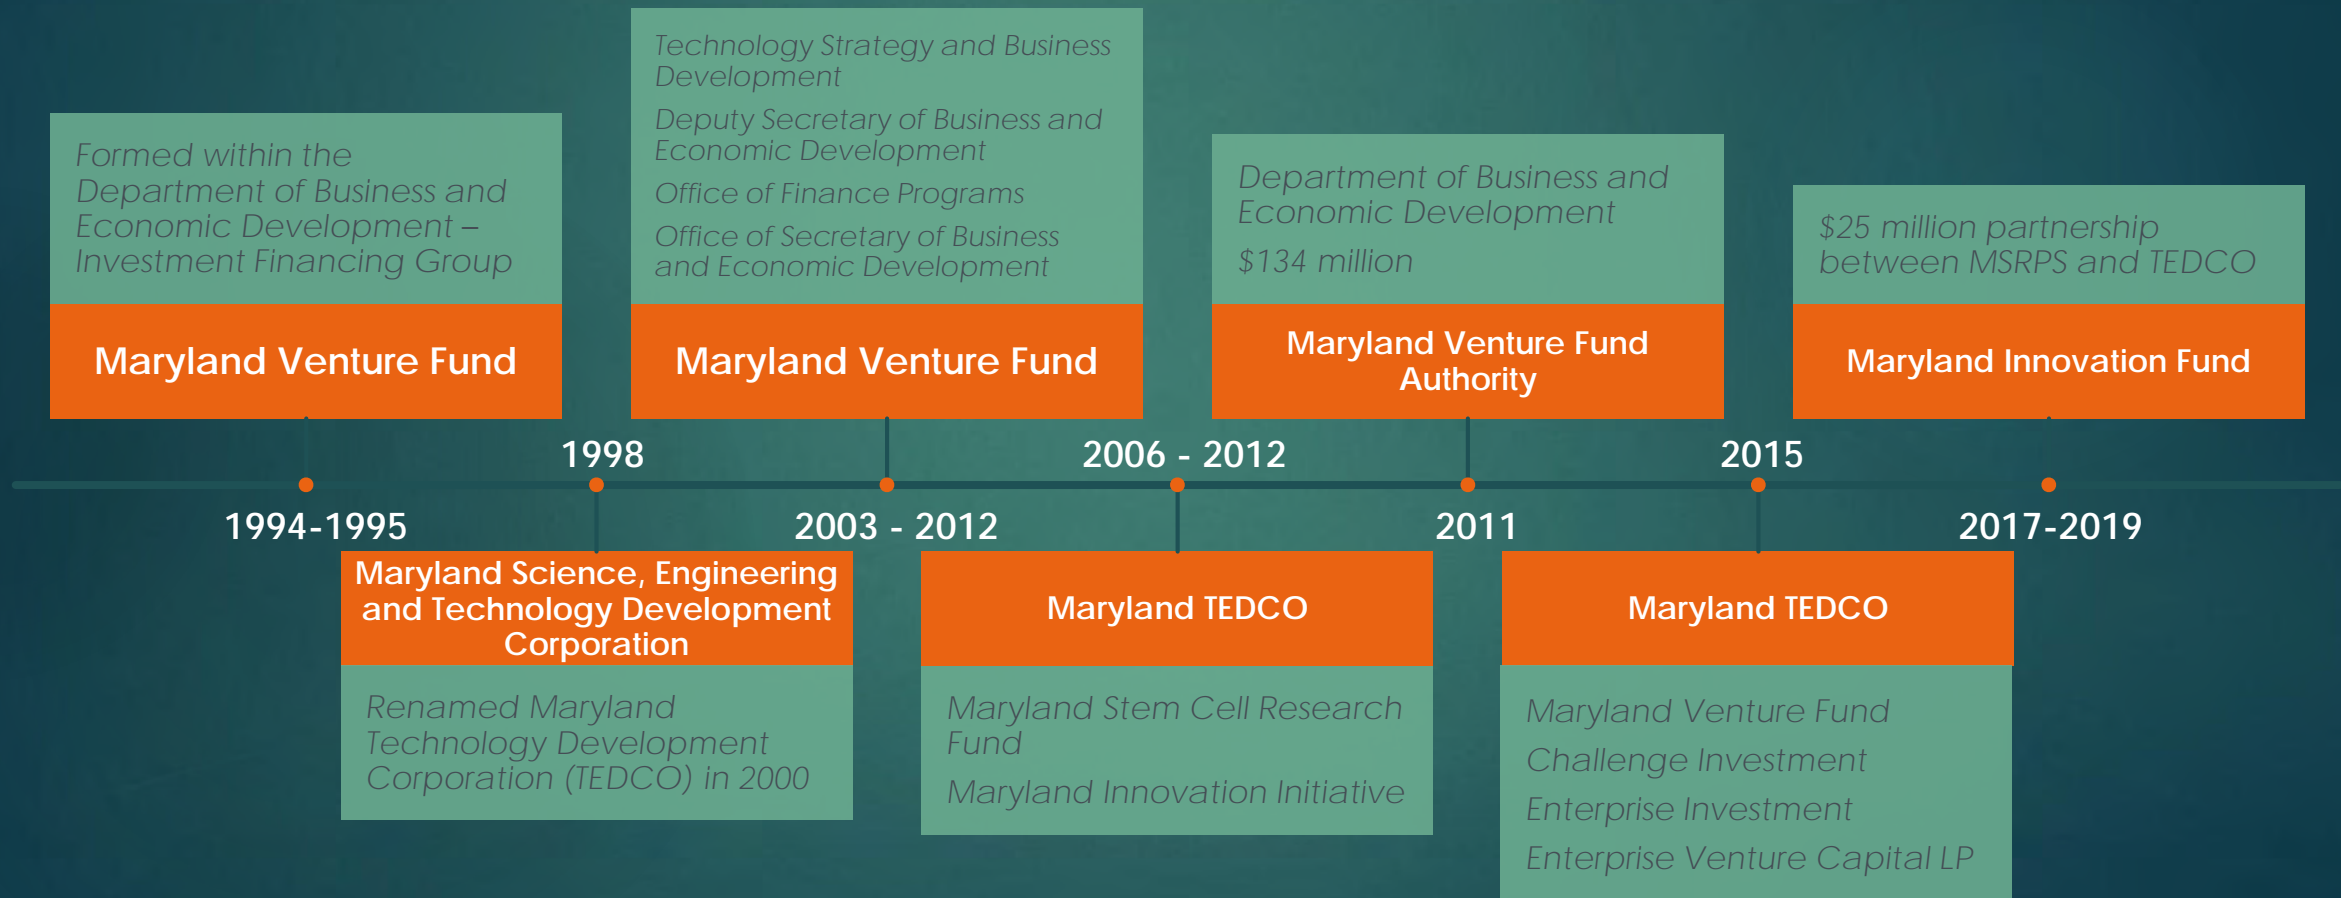 Formed within the
Department of Business and
Economic Development –
Investment Financing Group
Maryland Venture Fund
1994-1995
1998
Maryland Science, Engineering
and Technology Development
Corporation
Renamed Maryland
Technology Development
Corporation (TEDCO) in 2000
Technology Strategy and Business
Development
Deputy Secretary of Business and
Economic Development
Office of Finance Programs
Office of Secretary of Business
and Economic Development
Maryland Venture Fund
2003 - 2012
2006 - 2012
Maryland TEDCO
Maryland Stem Cell Research
Fund
Maryland Innovation Initiative
Department of Business and
Economic Development
$134 million
Maryland Venture Fund
Authority
2011
2015
Maryland TEDCO
Maryland Venture Fund
Challenge Investment
Enterprise Investment
Enterprise Venture Capital LP
$25 million partnership
between MSRPS and TEDCO
Maryland Innovation Fund
2017-2019